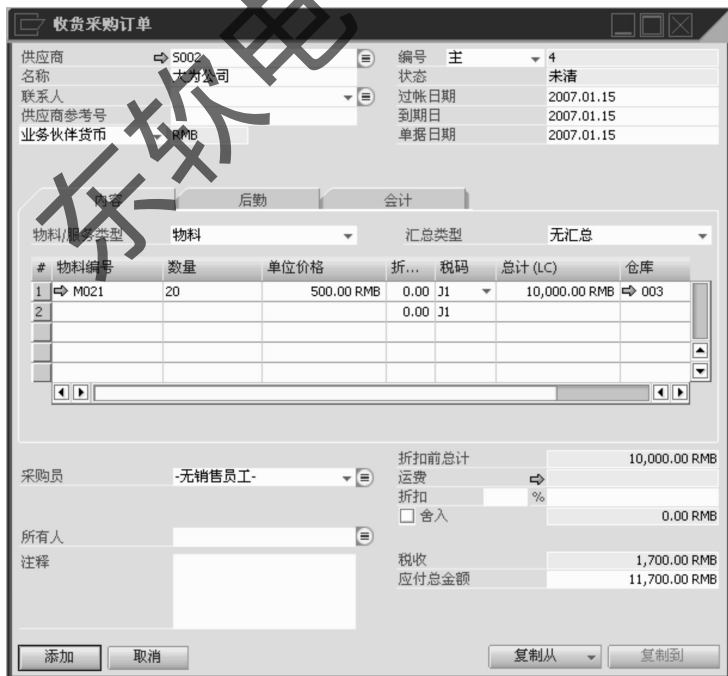 收货采购订单
供应商 S002 编号 主 4
名称 大为公司 状态 未清
联系人 过帐日期 2007.01.15
供应商参考号 到期日 2007.01.15
业务伙伴货币 RMB 单据日期 2007.01.15
内容 后勤 会计
物料/服务类型 物料 汇总类型 无汇总
# 物料编号 数量 单位价格 折... 税码 总计 (LC) 仓库
1 M021 20 500.00 RMB 0.00 J1 10,000.00 RMB 003
2 0.00 J1
折扣前总计 10,000.00 RMB
采购员 -无销售员工- 运费
折扣 %
舍入 0.00 RMB
所有人
注释 税收 1,700.00 RMB
应付总金额 11,700.00 RMB
添加 取消 复制从 复制到
东软电